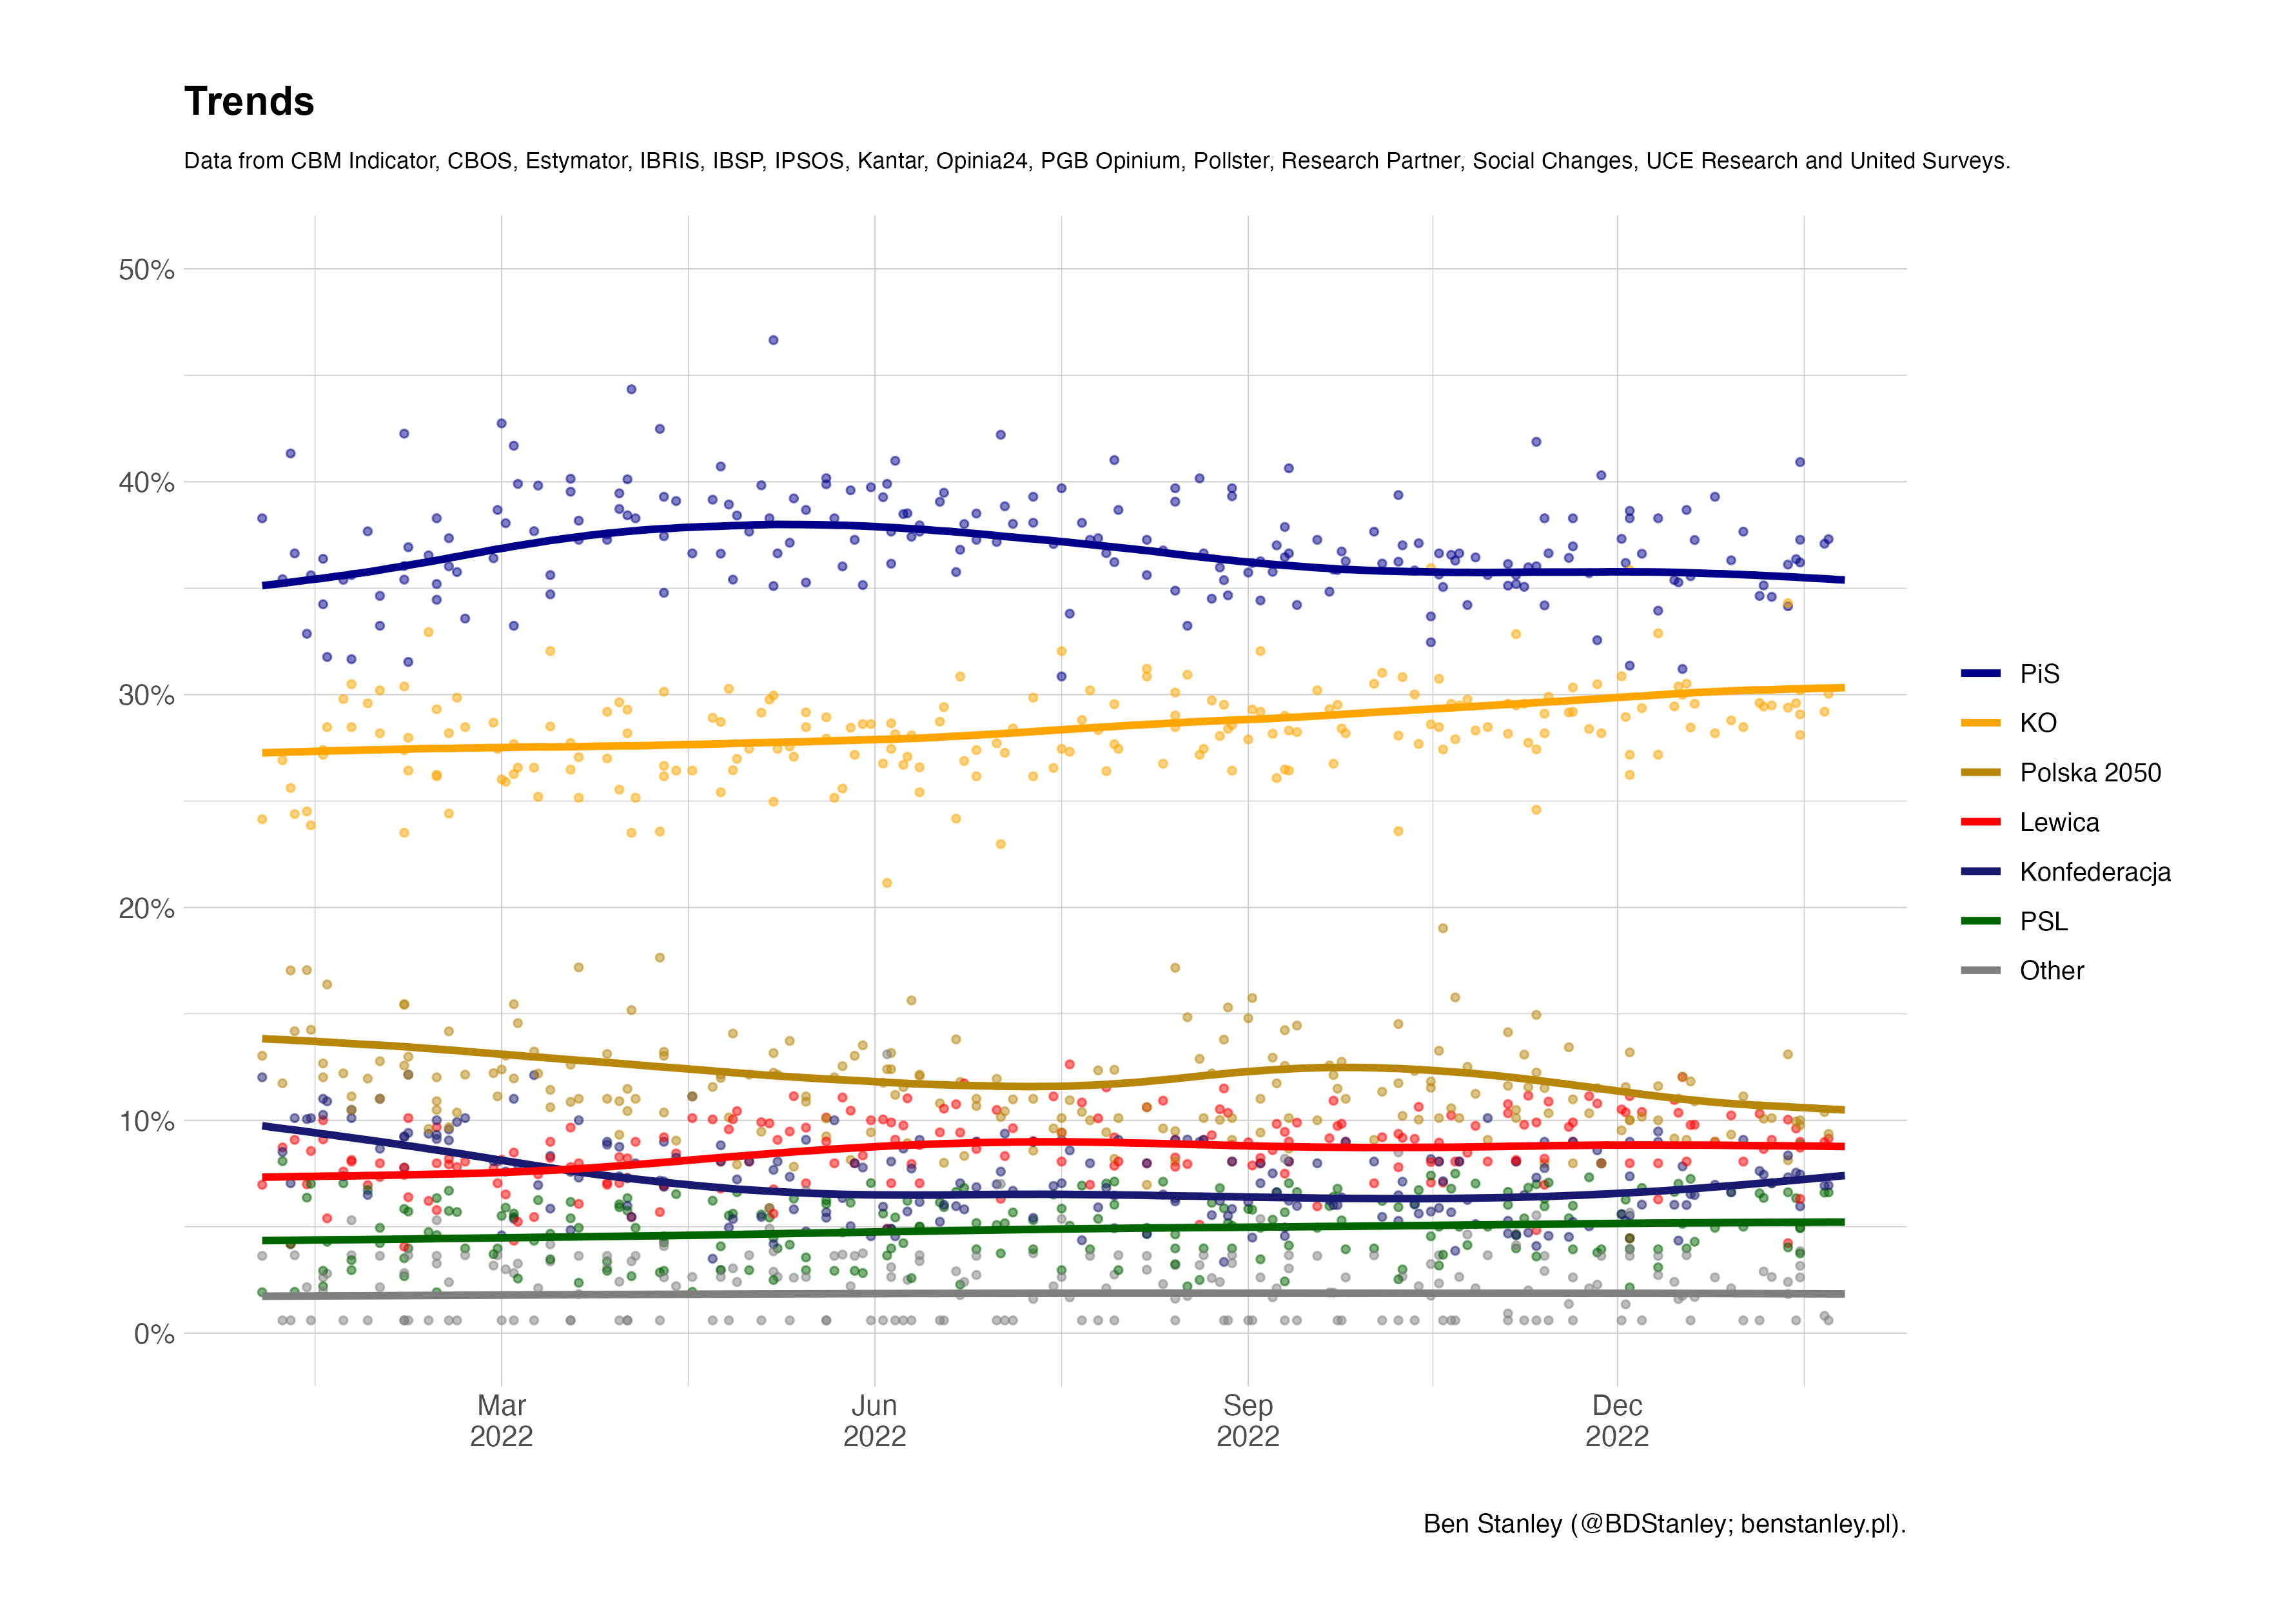 Trends
Data from CBM Indicator, CBOS, Estymator, IBRIS, IBSP, IPSOS, Kantar, Opinia24, PGB Opinium, Pollster, Research Partner, Social Changes, UCE Research and United Surveys.
50%
40%
30%
20%
10%
0%
Mar
2022
Jun
2022
Sep
2022
Dec
2022
PiS
KO
Polska 2050
Lewica
Konfederacja
PSL
Other
Ben Stanley (@BDStanley; benstanley.pl).